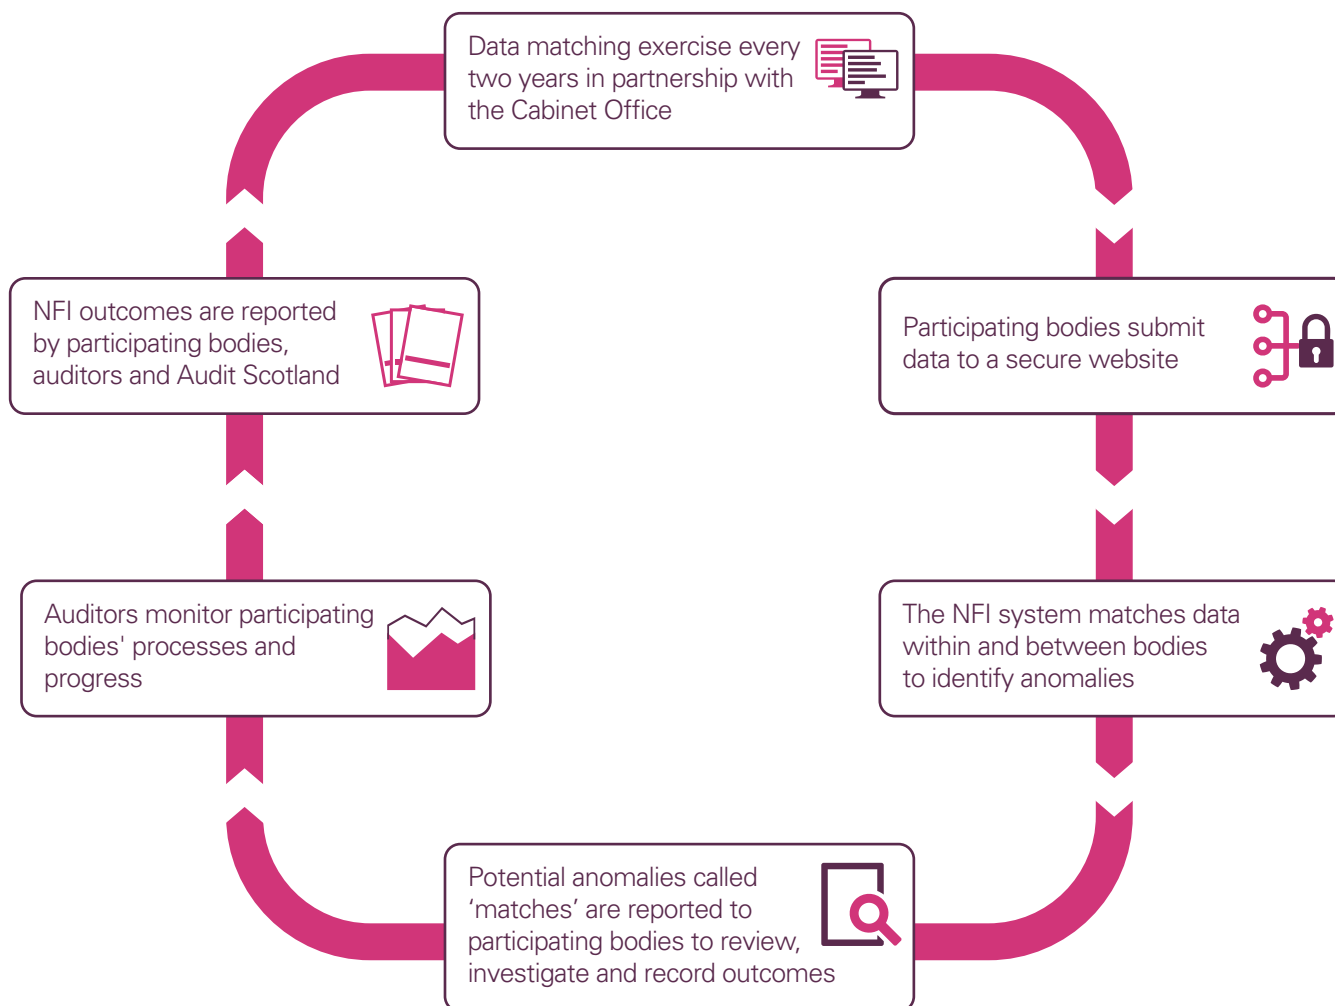 Data matching exercise every
two years in partnership with
the Cabinet Office
Participating bodies submit
data to a secure website
The NFI system matches data
within and between bodies
to identify anomalies
Potential anomalies called
‘matches’ are reported to
participating bodies to review,
investigate and record outcomes
Auditors monitor participating
bodies' processes and
progress
NFI outcomes are reported
by participating bodies,
auditors and Audit Scotland